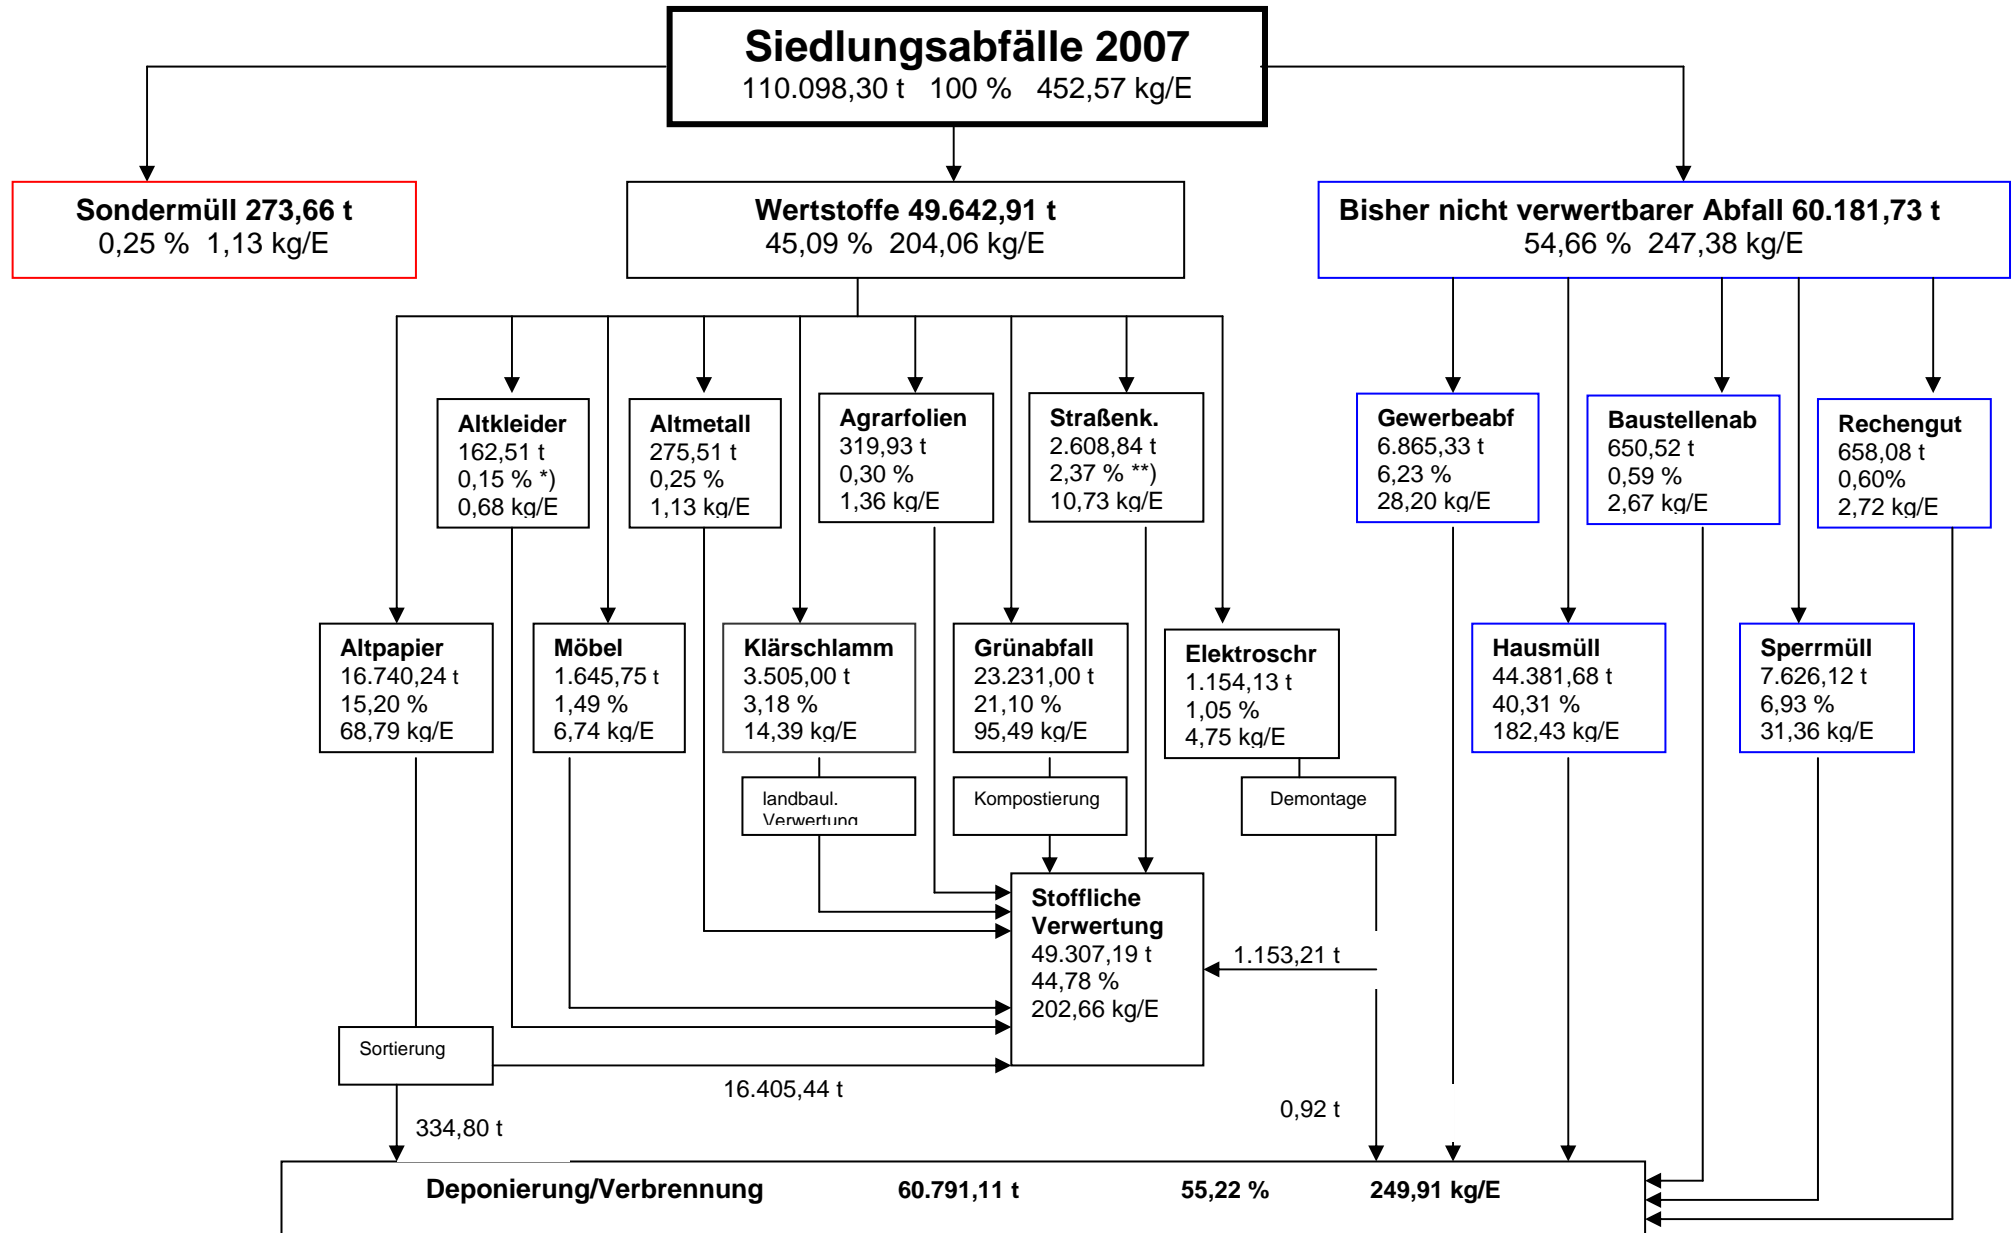 Siedlungsabfälle 2007
110.098,30 t 100 % 452,57 kg/E
Sondermüll 273,66 t
0,25 % 1,13 kg/E
Wertstoffe 49.642,91 t
45,09 % 204,06 kg/E
Bisher nicht verwertbarer Abfall 60.181,73 t
54,66 % 247,38 kg/E
Altkleider
162,51 t
0,15 % *)
0,68 kg/E
Altmetall
275,51 t
0,25 %
1,13 kg/E
Agrarfolien
319,93 t
0,30 %
1,36 kg/E
Straßenk.
2.608,84 t
2,37 % **)
10,73 kg/E
Gewerbeabf
6.865,33 t
6,23 %
28,20 kg/E
Baustellenab
650,52 t
0,59 %
2,67 kg/E
Rechengut
658,08 t
0,60%
2,72 kg/E
Altpapier
16.740,24 t
15,20 %
68,79 kg/E
Möbel
1.645,75 t
1,49 %
6,74 kg/E
Klärschlamm
3.505,00 t
3,18 %
14,39 kg/E
Grünabfall
23.231,00 t
21,10 %
95,49 kg/E
Elektroschr
1.154,13 t
1,05 %
4,75 kg/E
Hausmüll
44.381,68 t
40,31 %
182,43 kg/E
Sperrmüll
7.626,12 t
6,93 %
31,36 kg/E
landbaul.
Verwertung
Kompostierung
Demontage
Stoffliche
Verwertung
49.307,19 t
44,78 %
202,66 kg/E
1.153,21 t
Sortierung
16.405,44 t
0,92 t
334,80 t
Deponierung/Verbrennung 60.791,11 t 55,22 % 249,91 kg/E